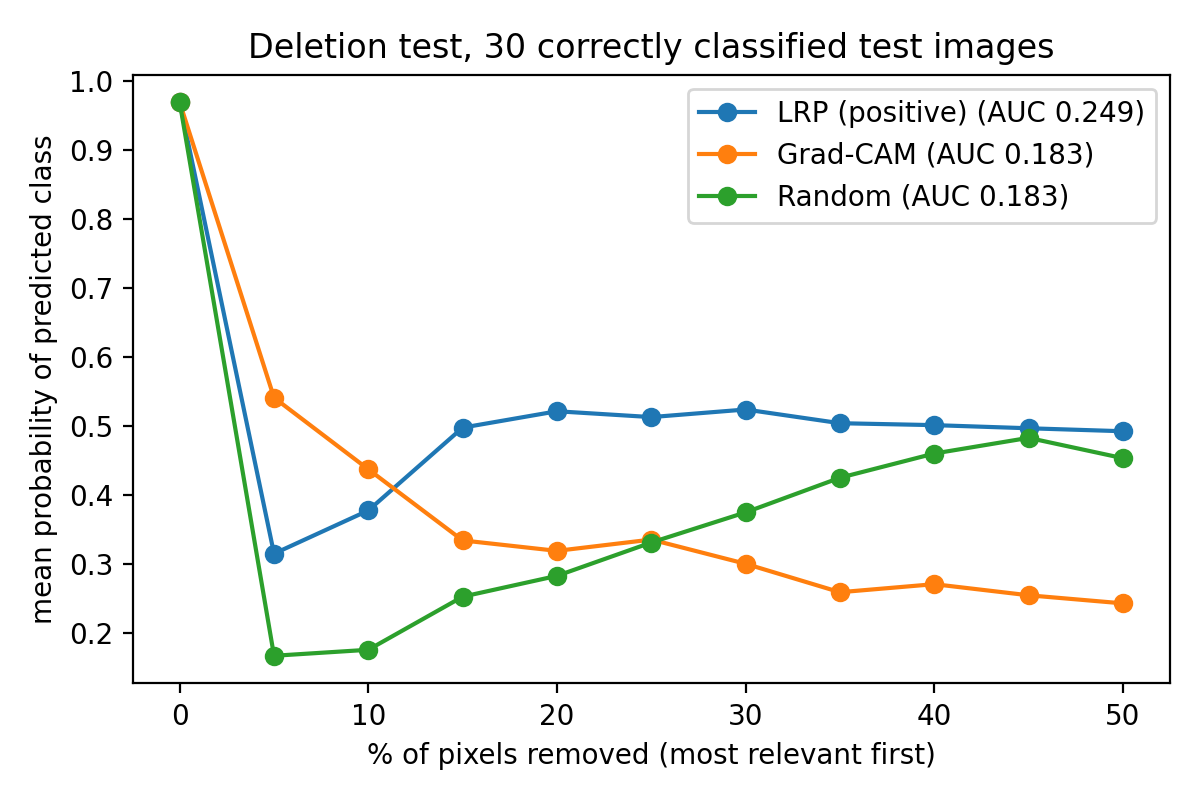 Deletion test, 30 correctly classified test images
LRP (positive) (AUC 0.249)
Grad-CAM (AUC 0.183)
Random (AUC 0.183)
mean probability of predicted class
1.0
0.9
0.8
0.7
0.6
0.5
0.4
0.3
0.2
0 10 20 30 40 50
% of pixels removed (most relevant first)